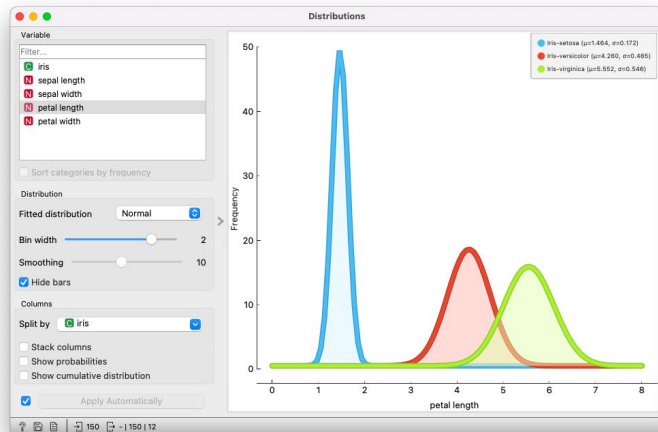 Distributions
Variable
Filter...
C iris
N sepal length
N sepal width
N petal length
N petal width
Sort categories by frequency
Distribution
Fitted distribution Normal
Bin width 2
Smoothing 10
Hide bars
Columns
Split by C iris
Stack columns
Show probabilities
Show cumulative distribution
Apply Automatically
? 150 - | 150 | 12
Iris-setosa (μ=1.464, σ=0.172)
Iris-versicolor (μ=4.260, σ=0.465)
Iris-virginica (μ=5.552, σ=0.546)
Frequency
50
40
30
20
10
0
0 1 2 3 4 5 6 7 8
petal length